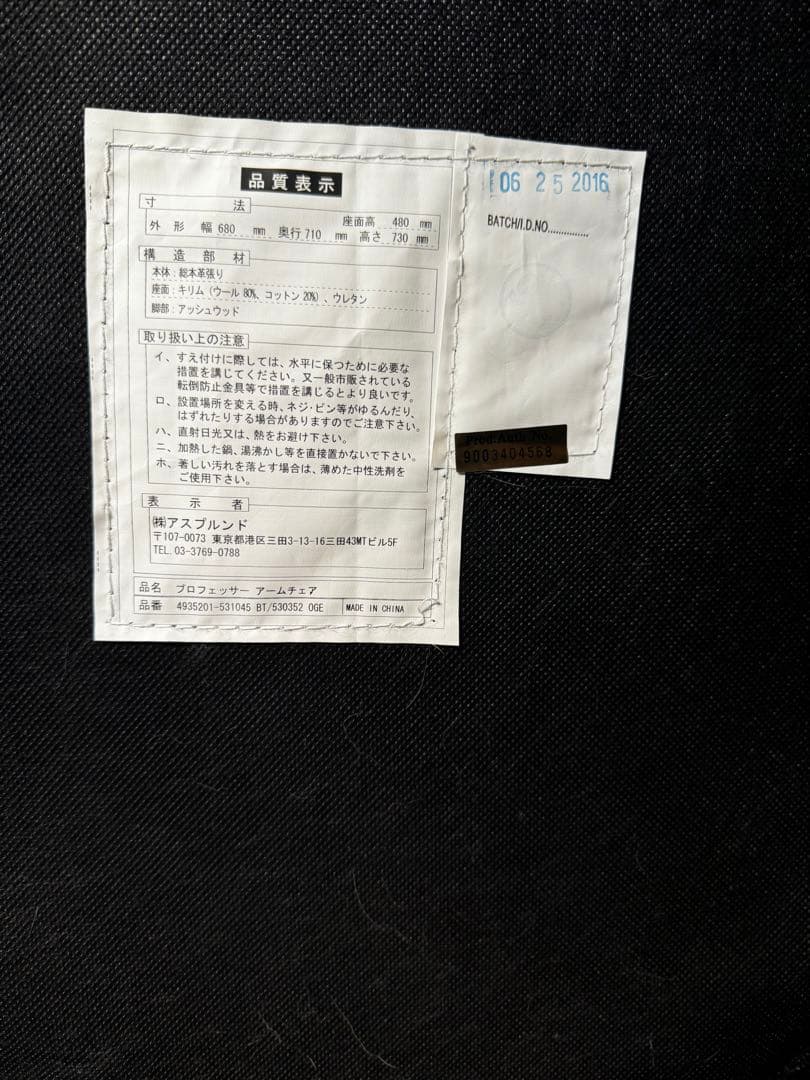 品質表示
寸法
座面高 480 mm
外形 幅 680 mm 奥行 710 mm 高さ 730 mm
構造部材
本体：総本革張り
座面：キリム（ウール 80%、コットン 20%）、ウレタン
脚部：アッシュウッド
取り扱い上の注意
イ、すえ付けに際しては、水平に保つために必要な
措置を講じてください。又一般市販されている
転倒防止金具等で措置を講じるとより良いです。
ロ、設置場所を変える時、ネジ・ピン等がゆるんだり、
はずれたりする場合がありますのでご注意下さい。
ハ、直射日光又は、熱をお避け下さい。
ニ、加熱した鍋、湯沸かし等を直接置かないで下さい。
ホ、著しい汚れを落とす場合は、薄めた中性洗剤を
ご使用下さい。
表示者
㈱アスプルンド
〒107-0073 東京都港区三田3-13-16三田43MTビル5F
TEL. 03-3769-0788
品名 プロフェッサー アームチェア
品番 4935201-531045 BT/530352 OGE MADE IN CHINA
06 25 2016
BATCH/I.D.NO..............
Prod.Auth.No.
9003404568